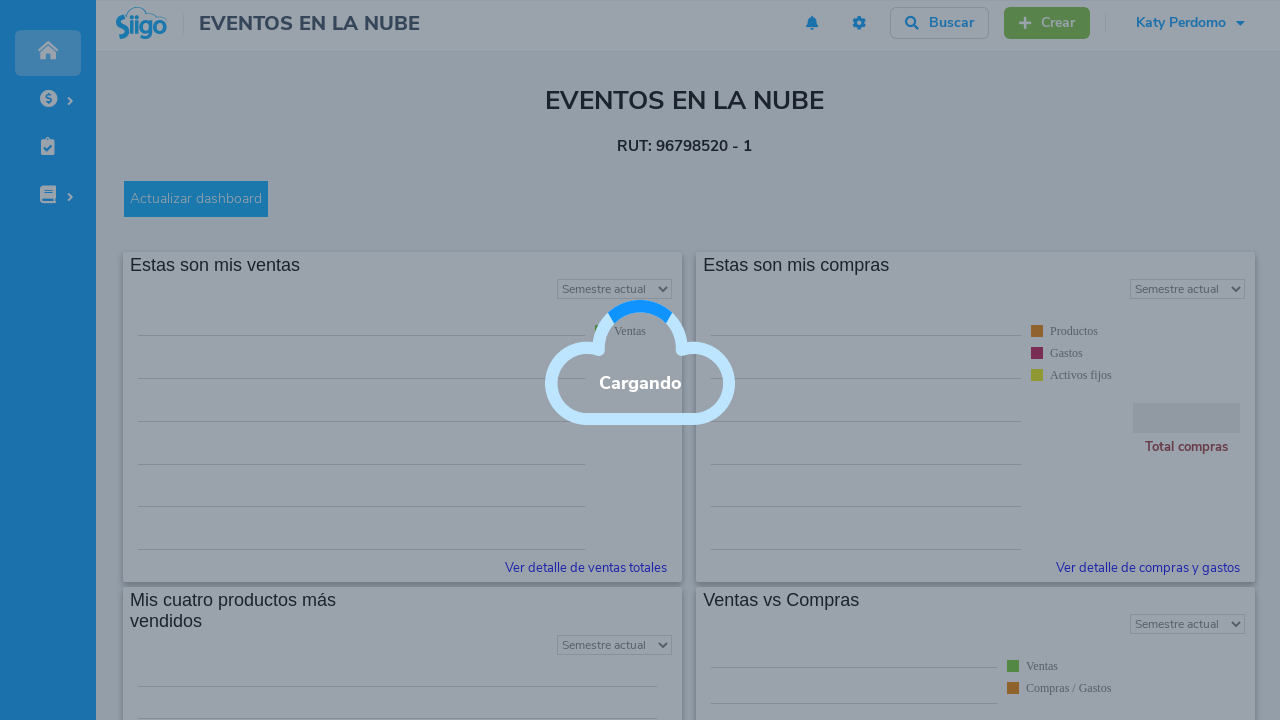 Siigo
EVENTOS EN LA NUBE
Buscar
Crear
Katy Perdomo
EVENTOS EN LA NUBE
RUT: 96798520 - 1
Actualizar dashboard
Estas son mis ventas
Semestre actual
Ventas
Ver detalle de ventas totales
Estas son mis compras
Semestre actual
Productos
Gastos
Activos fijos
Total compras
Ver detalle de compras y gastos
Cargando
Mis cuatro productos más
vendidos
Semestre actual
Ventas vs Compras
Semestre actual
Ventas
Compras / Gastos